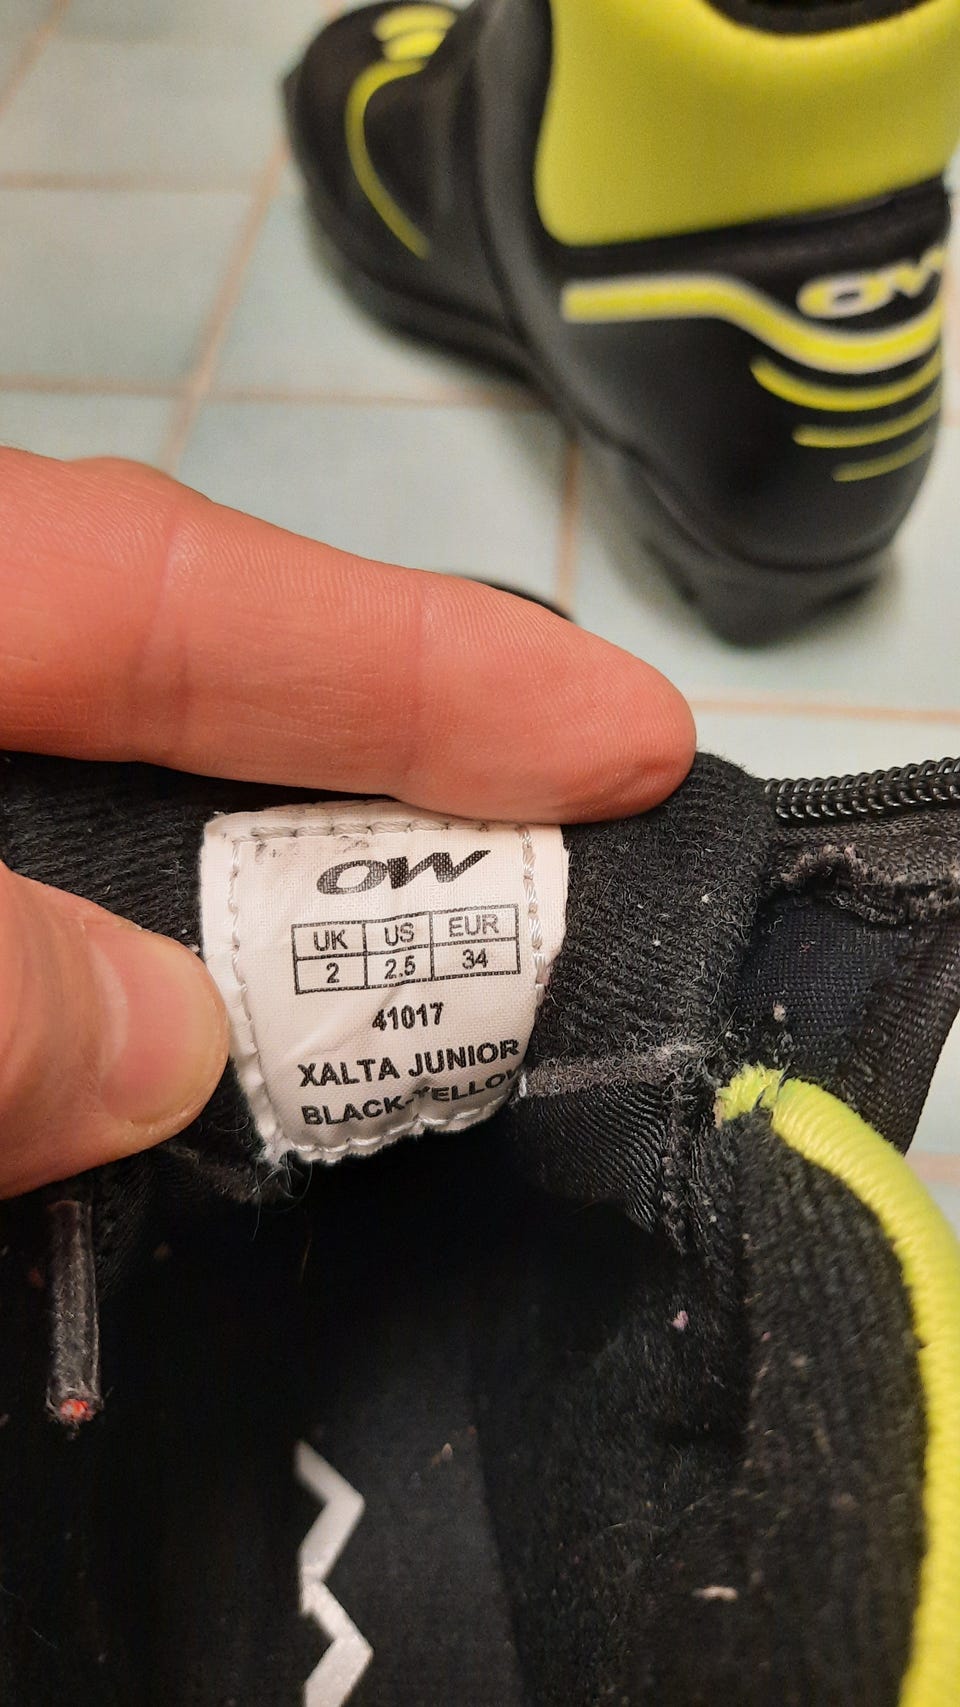 OW
OW
UK US EUR
2 2.5 34
41017
XALTA JUNIOR
BLACK-YELLOW